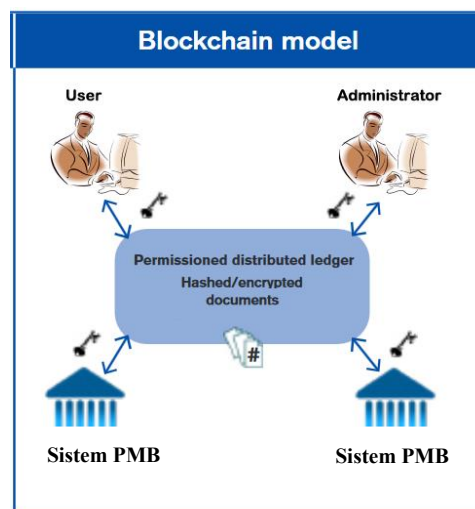 Blockchain model
User
Administrator
Permissioned distributed ledger
Hashed/encrypted
documents
#
Sistem PMB
Sistem PMB